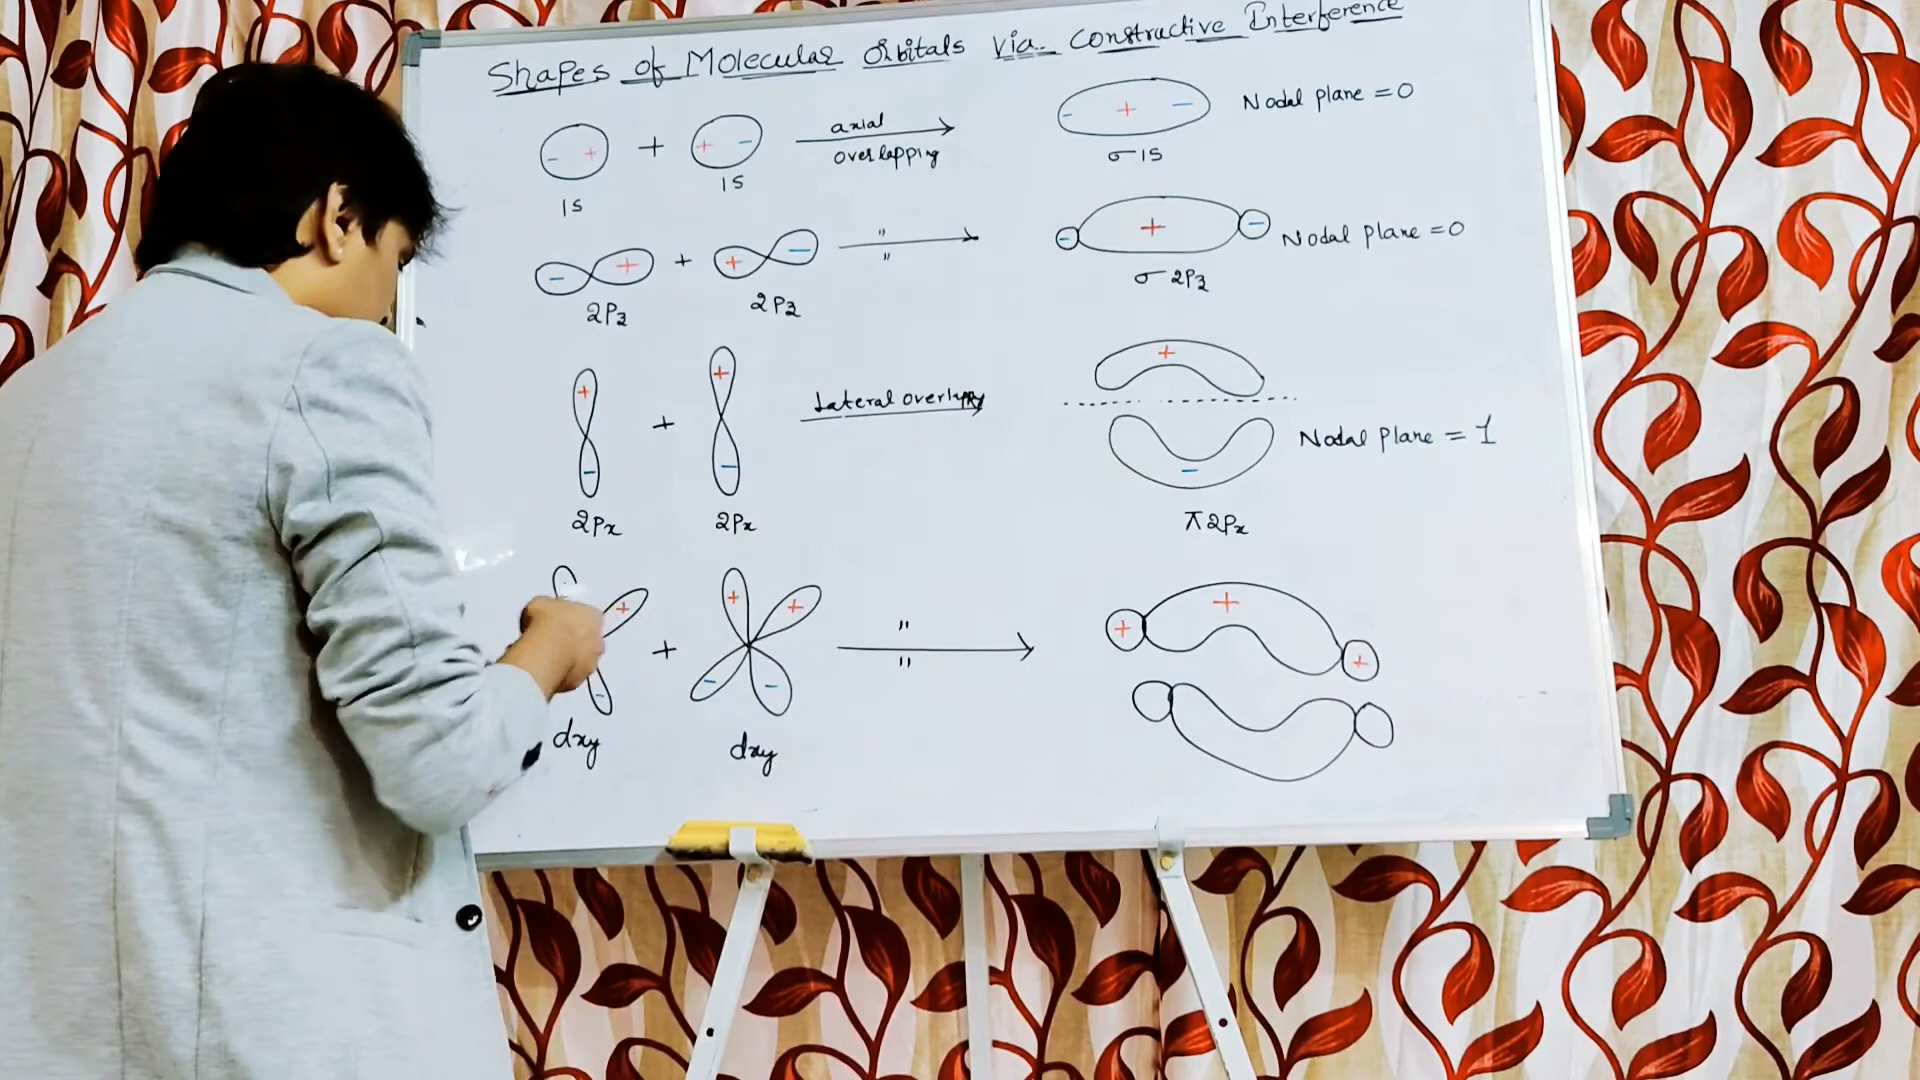 Shapes of Molecular Orbitals via Constructive Interference
- + + + - axial overlapping - + - Nodal plane = 0
1s 1s σ 1s
- + + + - " " - + - Nodal plane = 0
2Pz 2Pz σ 2Pz
+ + + Lateral overlapping +
- - - Nodal plane = 1
2Px 2Px π 2Px
+ + + + " " + + +
- - -
dxy dxy